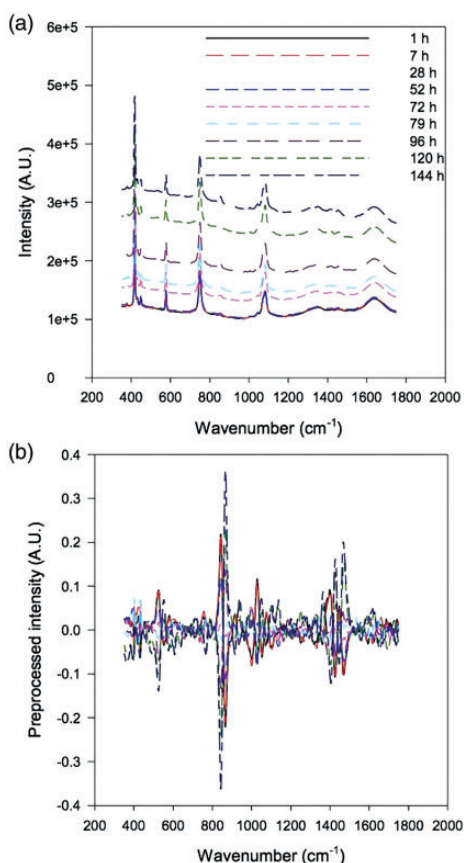 (a)
6e+5
5e+5
4e+5
3e+5
2e+5
1e+5
0
Intensity (A.U.)
1 h
7 h
28 h
52 h
72 h
79 h
96 h
120 h
144 h
200 400 600 800 1000 1200 1400 1600 1800 2000
Wavenumber (cm⁻¹)
(b)
0.4
0.3
0.2
0.1
0.0
-0.1
-0.2
-0.3
-0.4
Preprocessed intensity (A.U.)
200 400 600 800 1000 1200 1400 1600 1800 2000
Wavenumber (cm⁻¹)